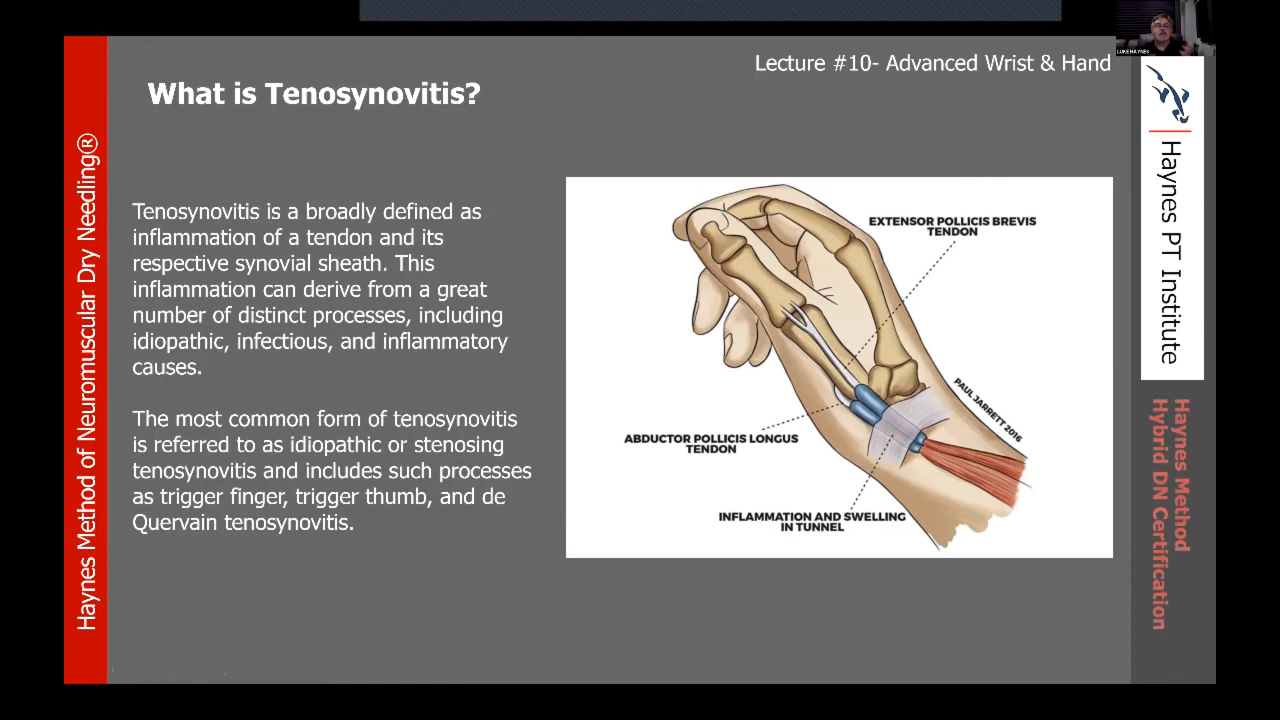 LUKE HAYNES
Lecture #10- Advanced Wrist & Hand
What is Tenosynovitis?
Haynes Method of Neuromuscular Dry Needling®
Tenosynovitis is a broadly defined as
inflammation of a tendon and its
respective synovial sheath. This
inflammation can derive from a great
number of distinct processes, including
idiopathic, infectious, and inflammatory
causes.
The most common form of tenosynovitis
is referred to as idiopathic or stenosing
tenosynovitis and includes such processes
as trigger finger, trigger thumb, and de
Quervain tenosynovitis.
EXTENSOR POLLICIS BREVIS
TENDON
ABDUCTOR POLLICIS LONGUS
TENDON
INFLAMMATION AND SWELLING
IN TUNNEL
PAUL JARRETT 2016
Haynes PT Institute
Haynes Method
Hybrid DN Certification